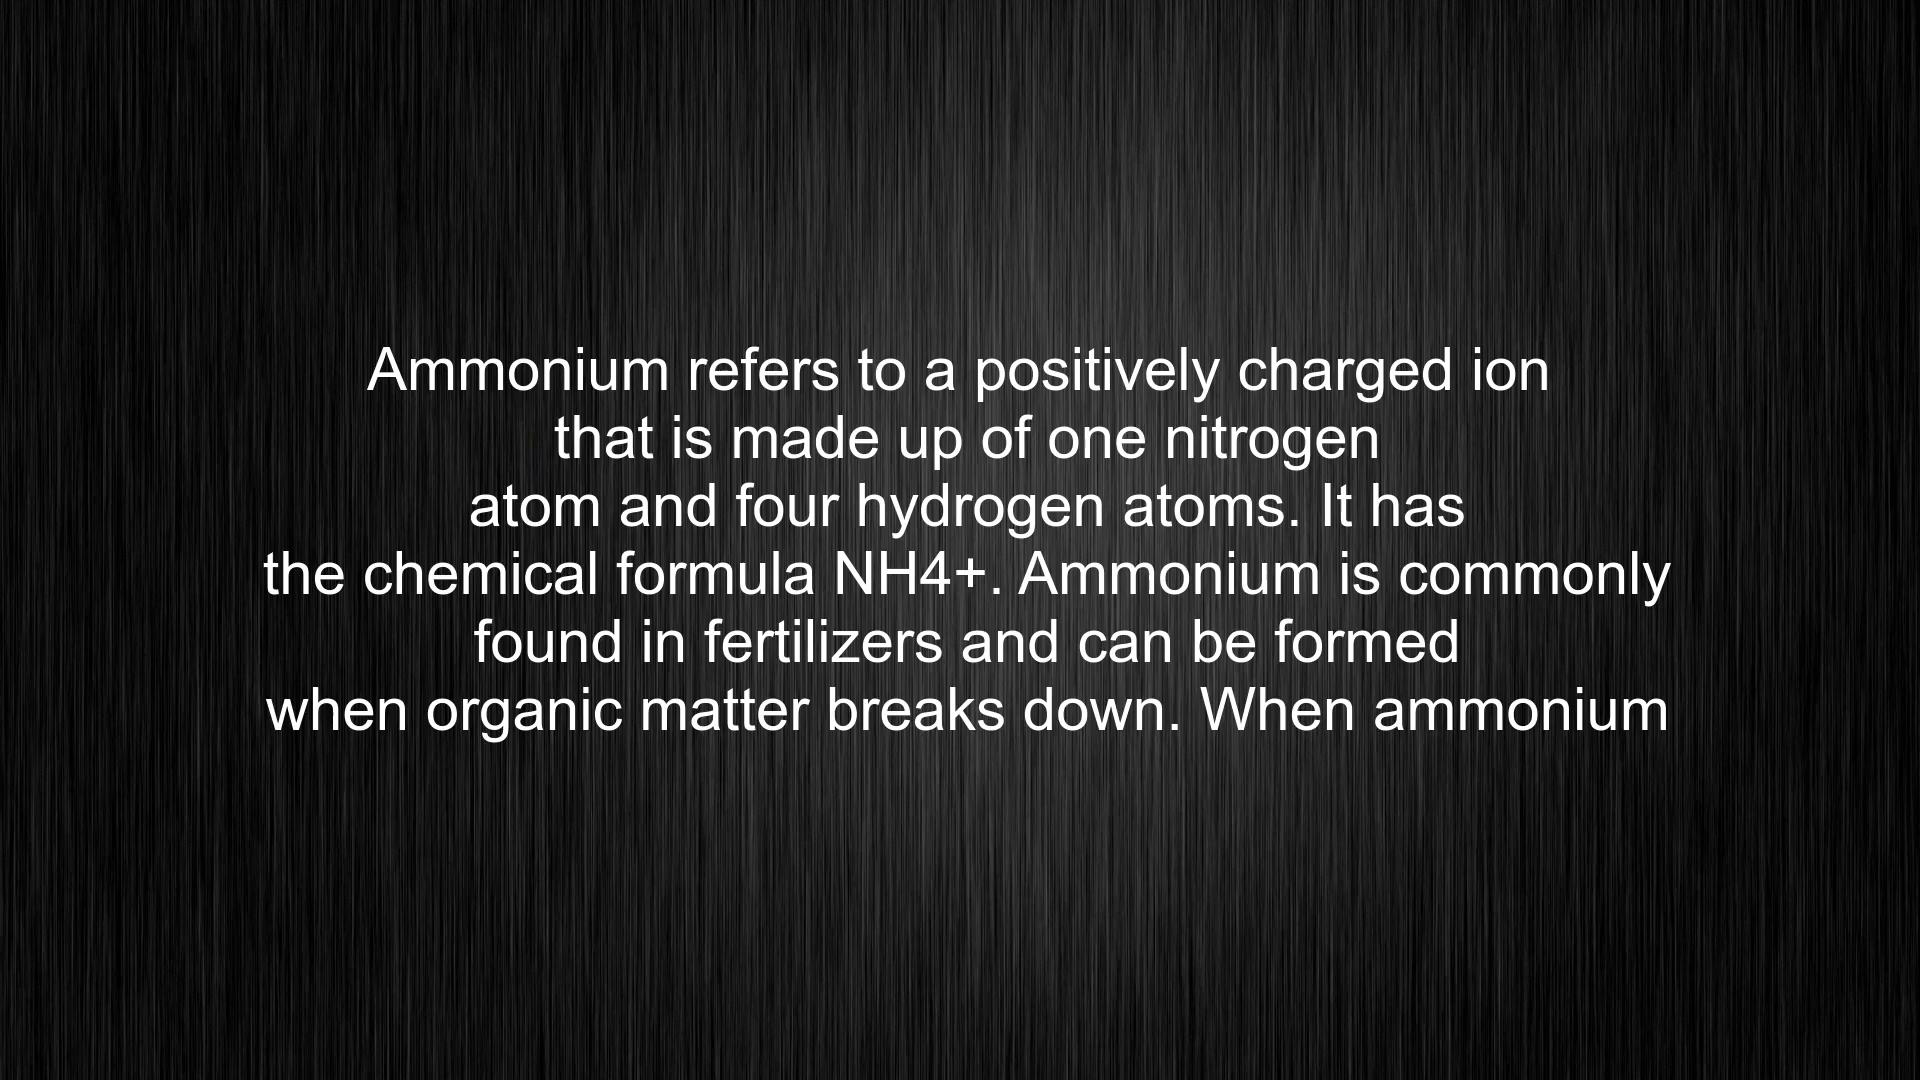 Ammonium refers to a positively charged ion
that is made up of one nitrogen
atom and four hydrogen atoms. It has
the chemical formula NH4+. Ammonium is commonly
found in fertilizers and can be formed
when organic matter breaks down. When ammonium